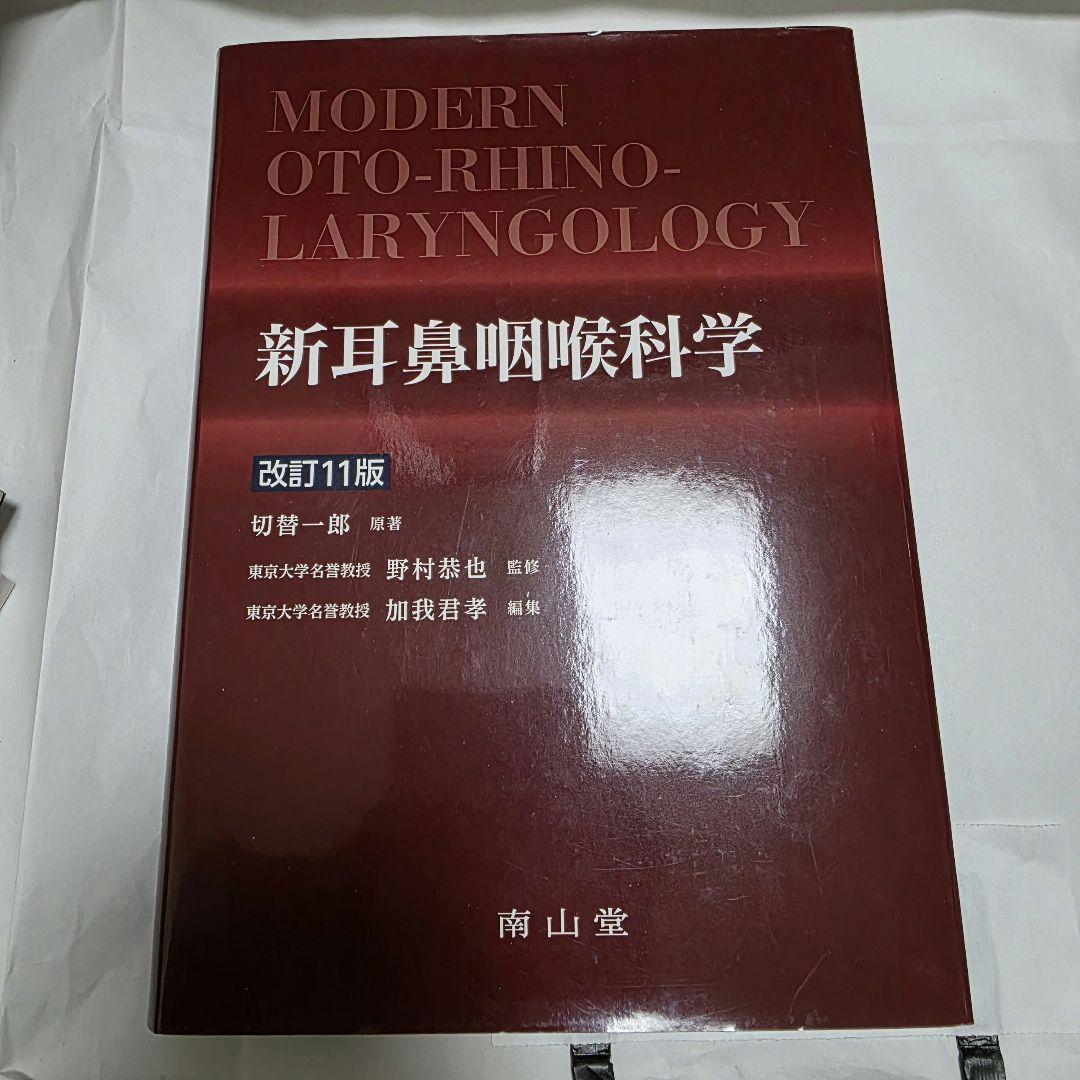 MODERN
OTO-RHINO-
LARYNGOLOGY
新耳鼻咽喉科学
改訂11版
切替一郎 原著
東京大学名誉教授 野村恭也 監修
東京大学名誉教授 加我君孝 編集
南山堂